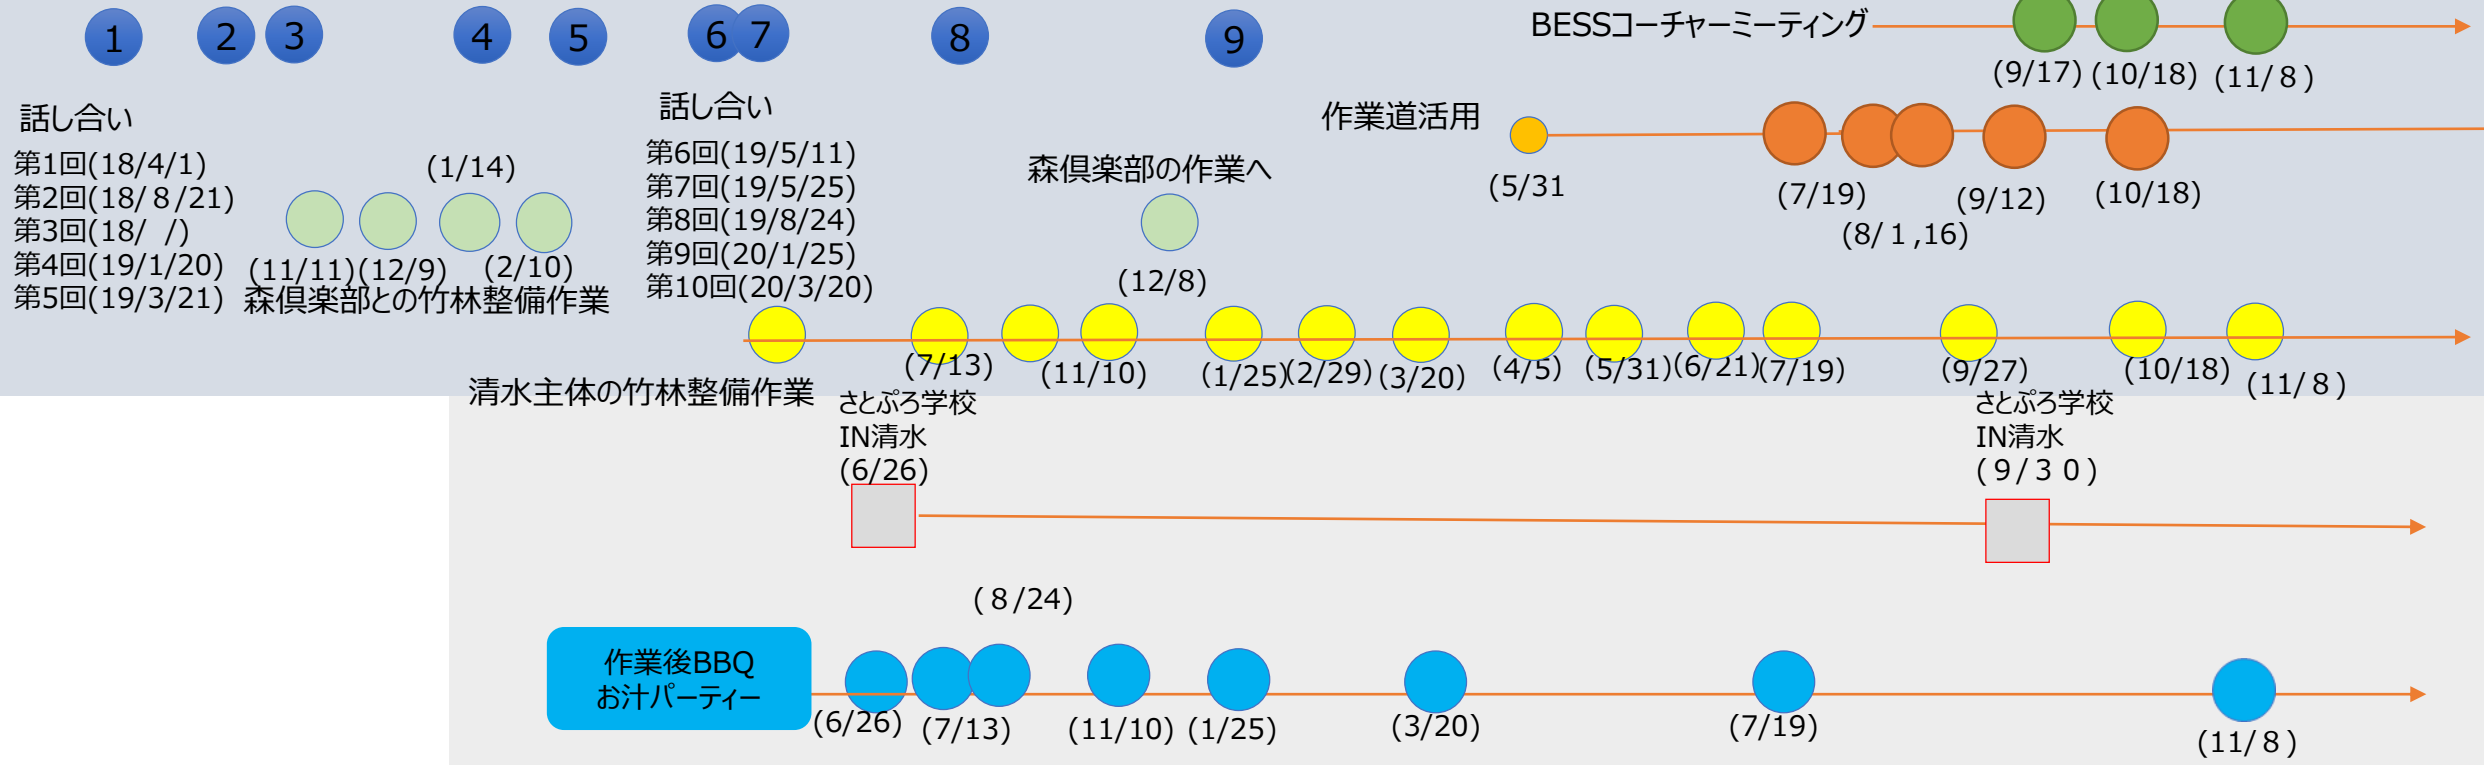 1
2
3
4
5
6
7
8
9
BESSコーチャーミーティング
(9/17)
(10/18)
(11/８)
話し合い
第1回(18/4/1)
第2回(18/８/21)
第3回(18/ /)
第4回(19/1/20)
第5回(19/3/21)
(1/14)
(11/11)
(12/9)
(2/10)
森倶楽部との竹林整備作業
話し合い
第6回(19/5/11)
第7回(19/5/25)
第8回(19/8/24)
第9回(20/1/25)
第10回(20/3/20)
森倶楽部の作業へ
(12/8)
作業道活用
(5/31
(7/19)
(8/１,16)
(9/12)
(10/18)
清水主体の竹林整備作業
(7/13)
(11/10)
(1/25)
(2/29)
(3/20)
(4/5)
(5/31)
(6/21)
(7/19)
(9/27)
(10/18)
(11/８)
さとぷろ学校
IN清水
(6/26)
さとぷろ学校
IN清水
(９/３０)
(８/24)
作業後BBQ
お汁パーティー
(6/26)
(7/13)
(11/10)
(1/25)
(3/20)
(7/19)
(11/８)